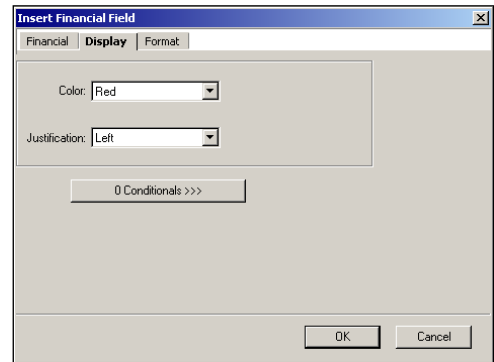 Insert Financial Field
Financial Display Format
Color: Red
Justification: Left
0 Conditionals >>>
OK Cancel